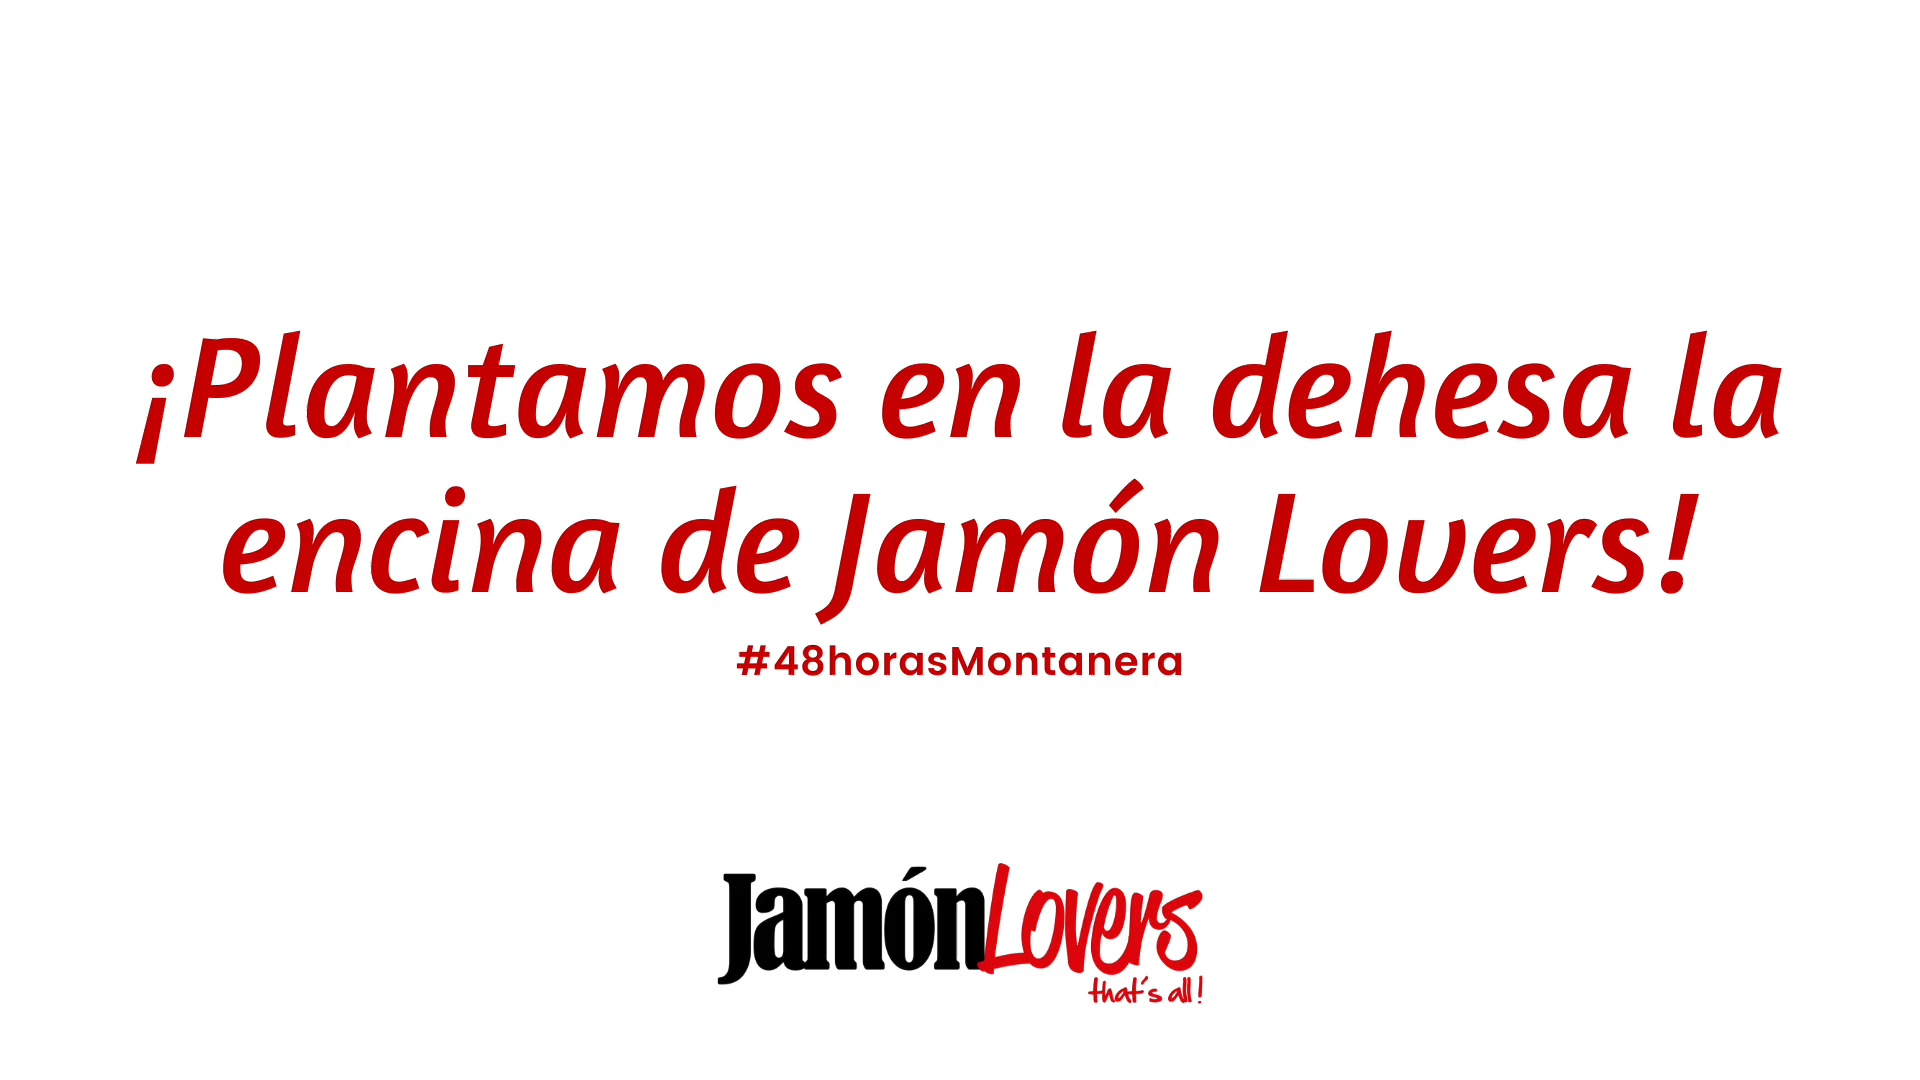 ¡Plantamos en la dehesa la
encina de Jamón Lovers!
#48horasMontanera
JamónLovers
that´s all!